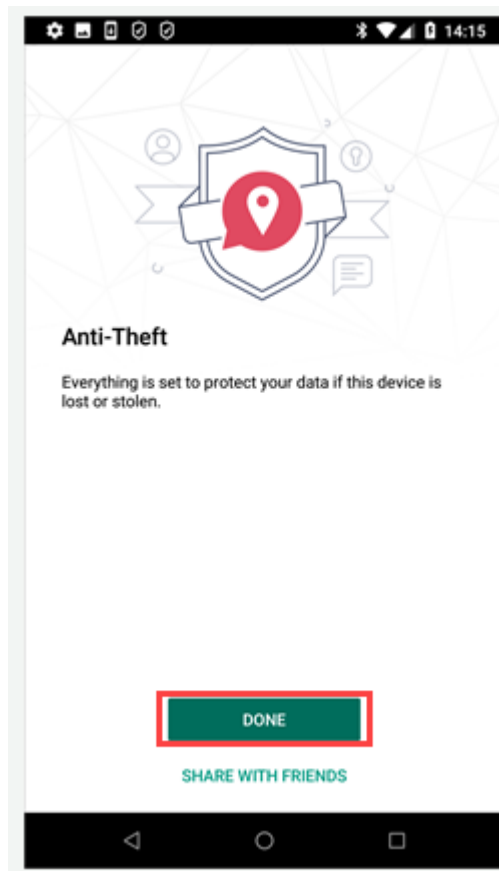 14:15
Anti-Theft
Everything is set to protect your data if this device is
lost or stolen.
DONE
SHARE WITH FRIENDS